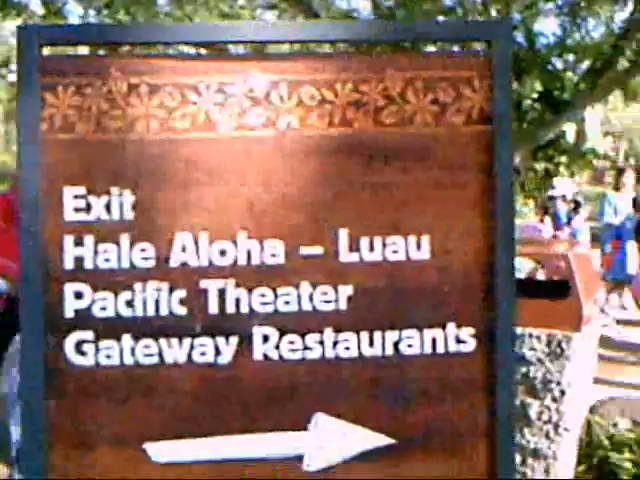 Exit
Hale Aloha – Luau
Pacific Theater
Gateway Restaurants